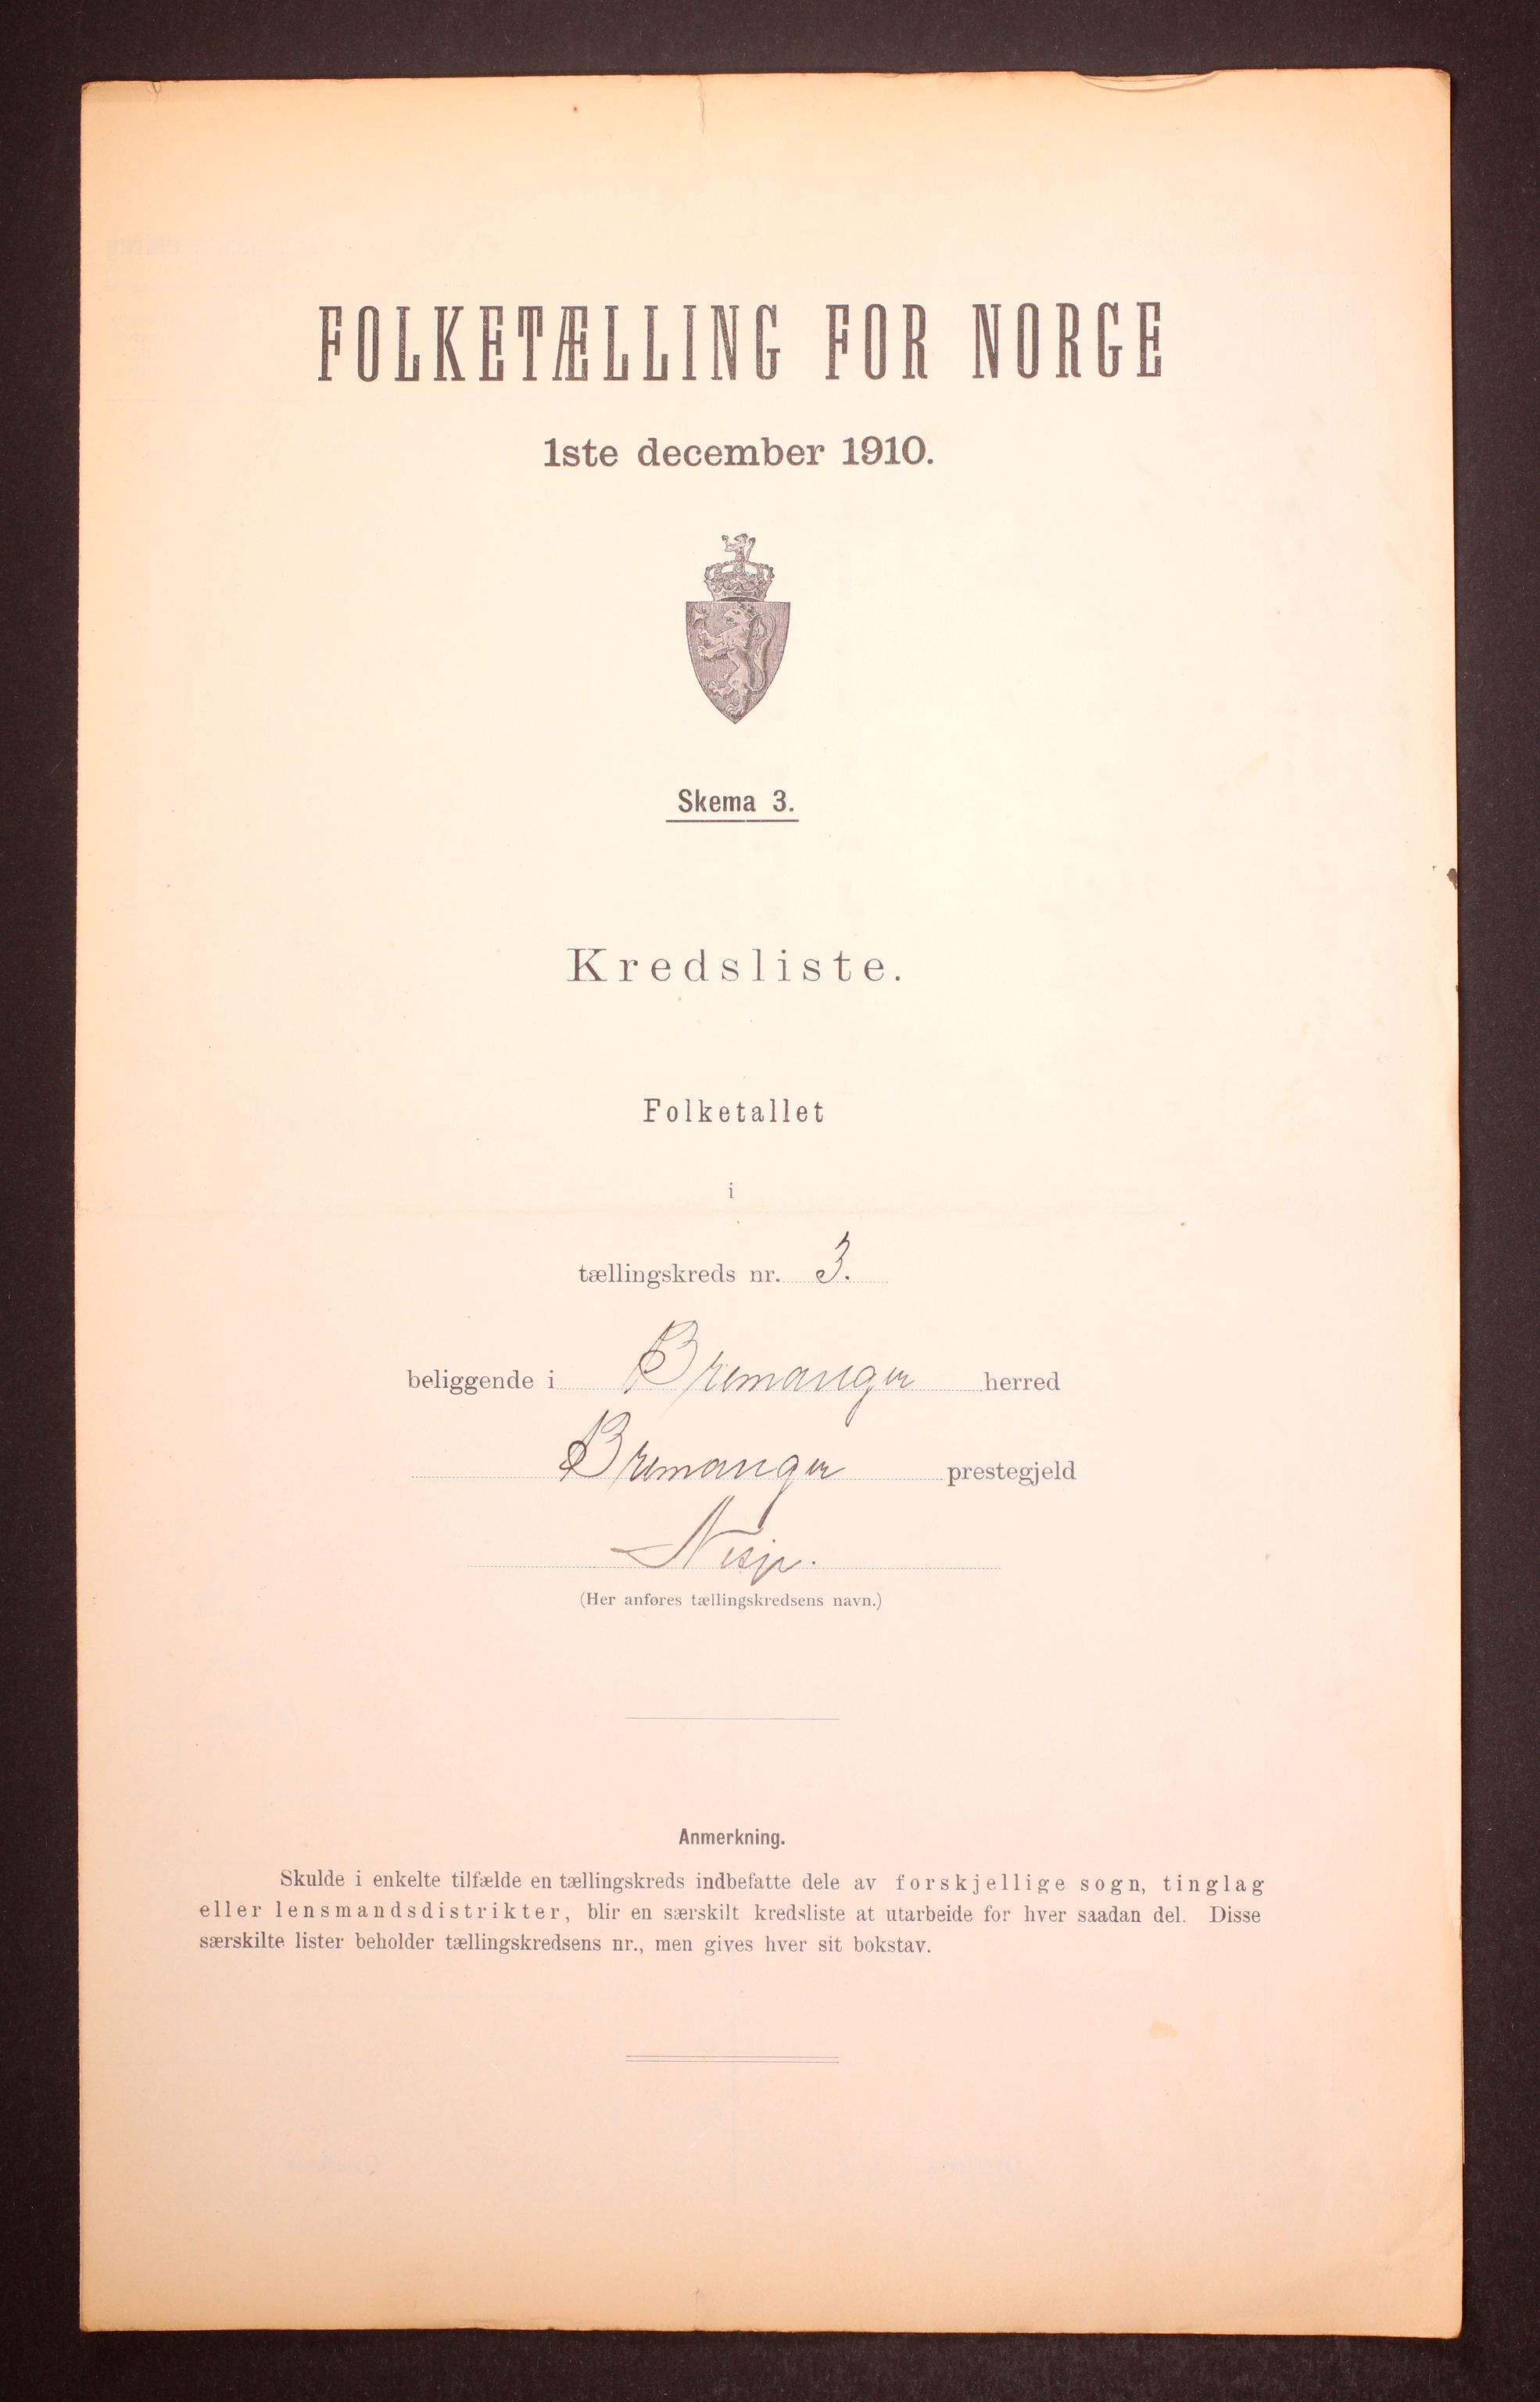 FOLKETÆLLING FOR NORGE
1ste december 1910.
Skema 3.
Kredsliste.
Folketallet
i
tællingskreds nr. 3.
beliggende i Bremanger herred
Bremanger prestegjeld
Nesje.
(Her anføres tællingskredsens navn.)
Anmerkning.
Skulde i enkelte tilfælde en tællingskreds indbefatte dele av forskjellige sogn, tinglag
eller lensmandsdistrikter, blir en særskilt kredsliste at utarbeide for hver saadan del. Disse
særskilte lister beholder tællingskredsens nr., men gives hver sit bokstav.